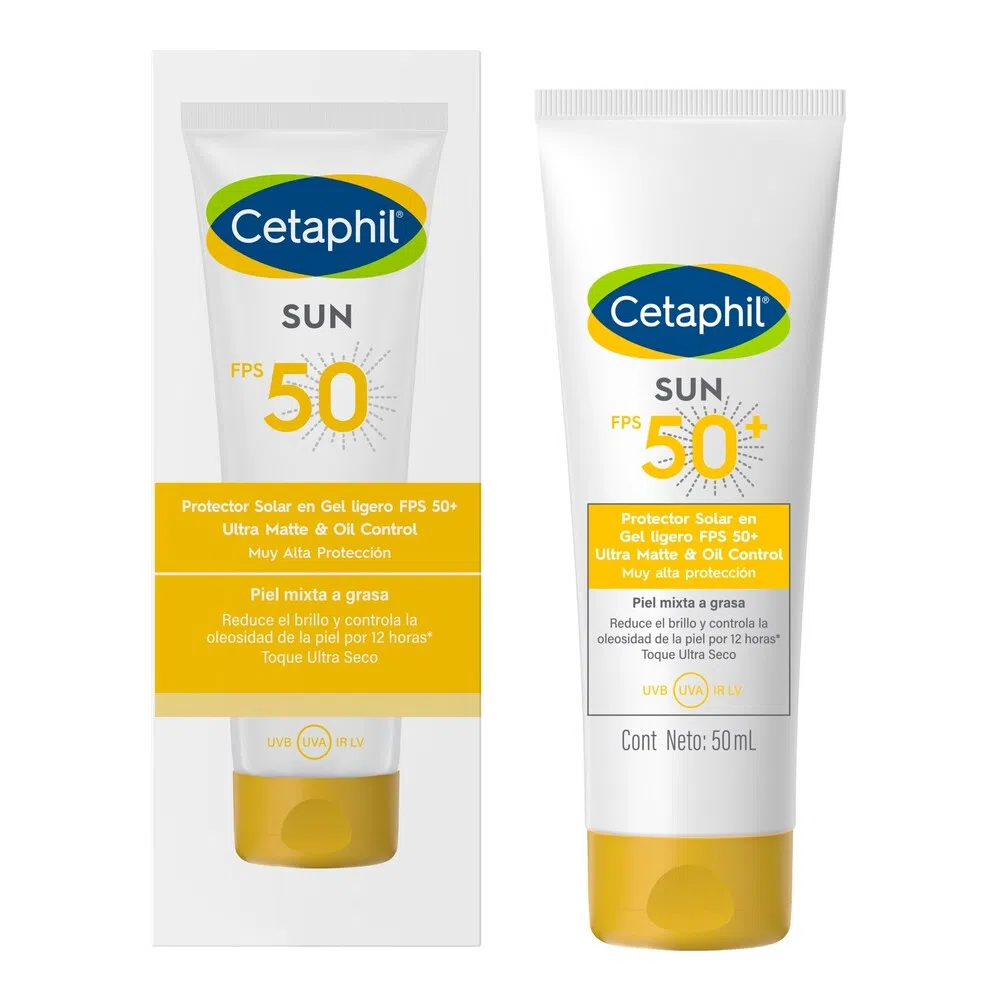 Cetaphil®
SUN
FPS 50
Protector Solar en Gel ligero FPS 50+
Ultra Matte & Oil Control
Muy Alta Protección
Piel mixta a grasa
Reduce el brillo y controla la
oleosidad de la piel por 12 horas*
Toque Ultra Seco
UVB UVA IR LV
Cetaphil®
SUN
FPS 50+
Protector Solar en
Gel ligero FPS 50+
Ultra Matte & Oil Control
Muy alta protección
Piel mixta a grasa
Reduce el brillo y controla la
oleosidad de la piel por 12 horas*
Toque Ultra Seco
UVB UVA IR LV
Cont Neto: 50 mL